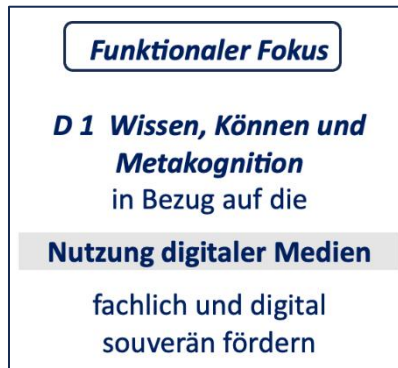 Funktionaler Fokus
D 1 Wissen, Können und
Metakognition
in Bezug auf die
Nutzung digitaler Medien
fachlich und digital
souverän fördern